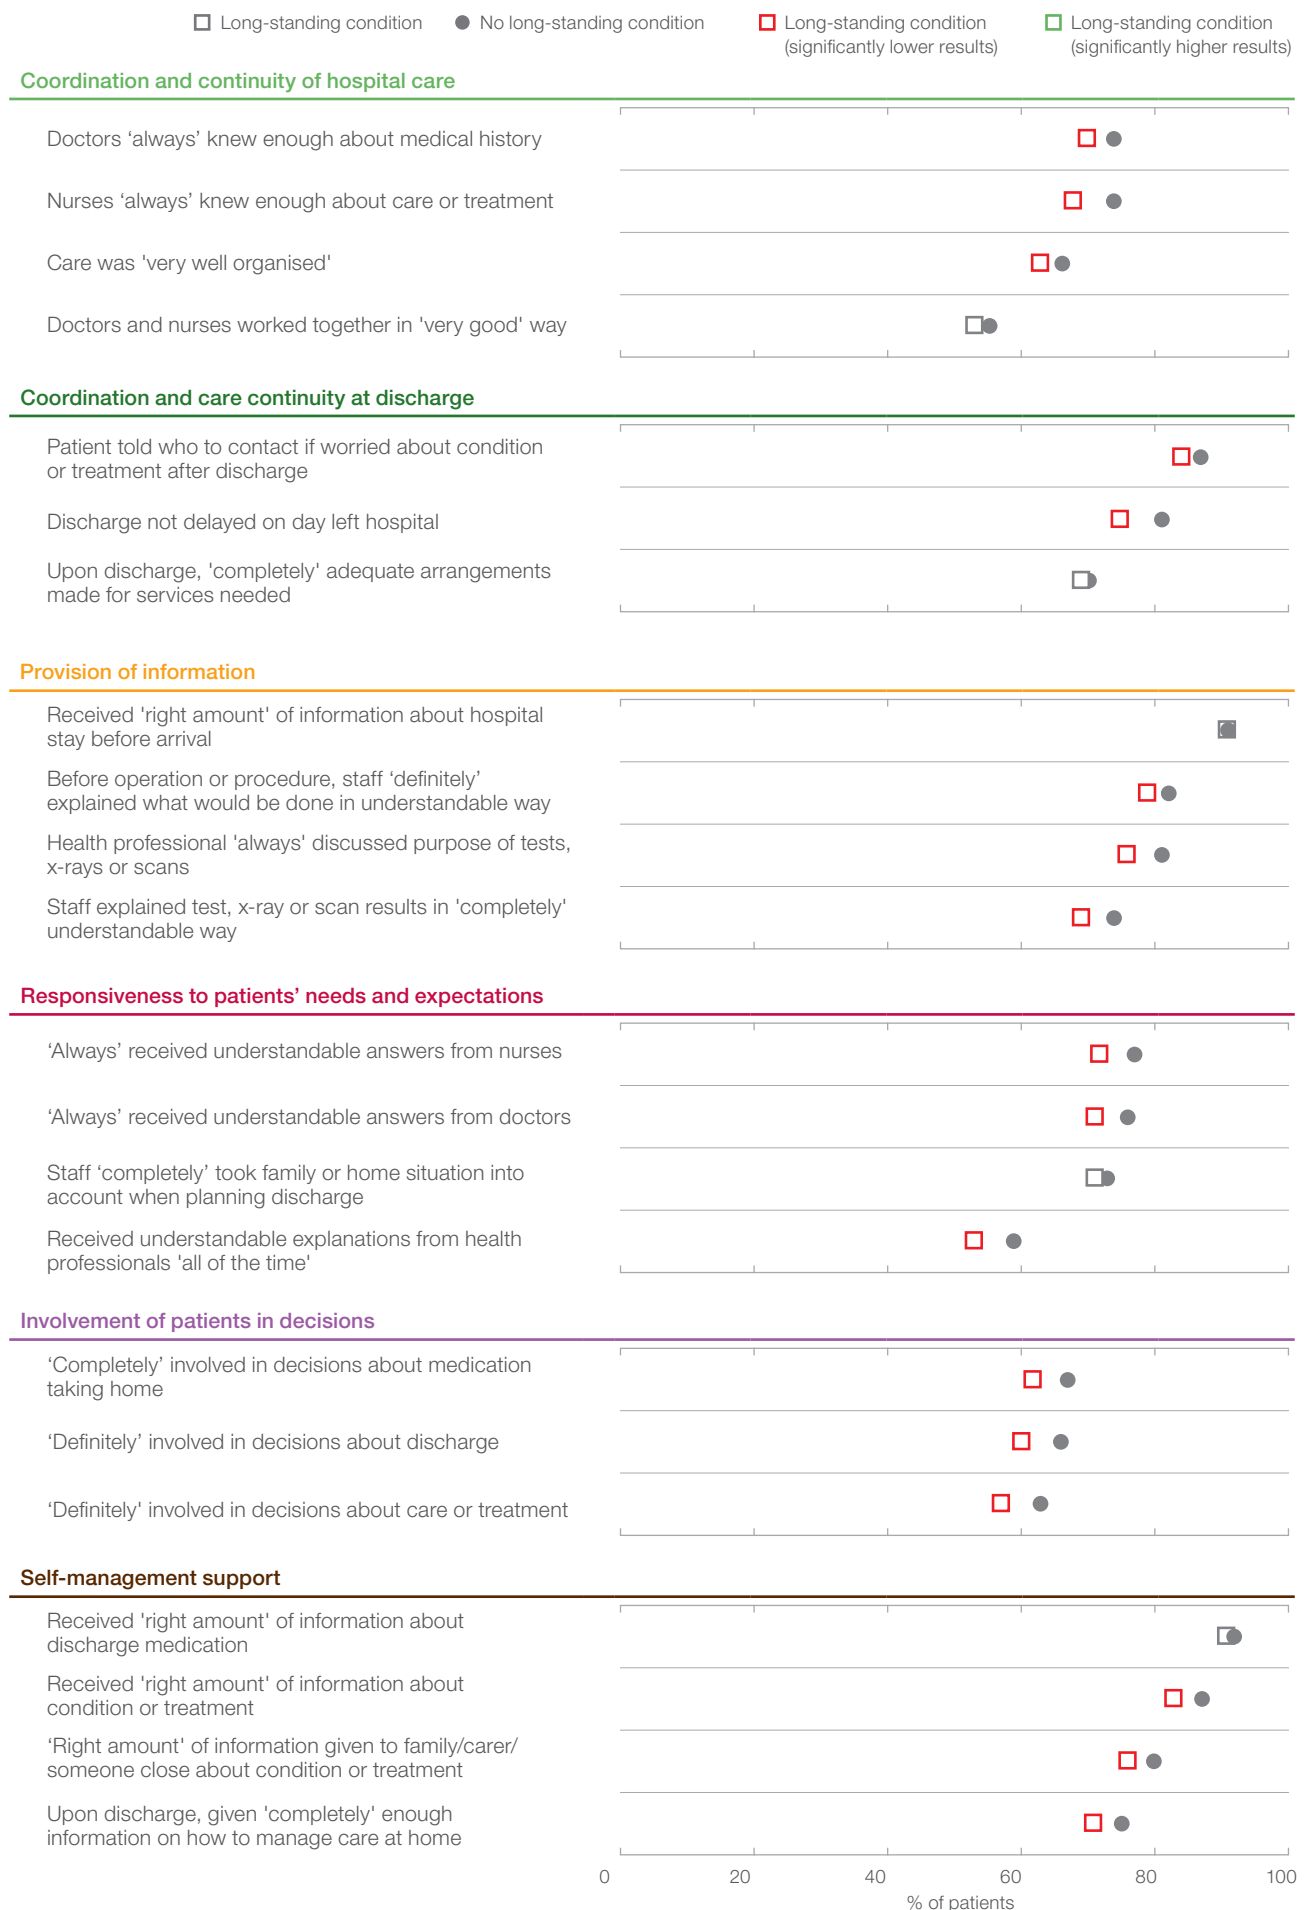 Long-standing condition
No long-standing condition
Long-standing condition
(significantly lower results)
Long-standing condition
(significantly higher results)
Coordination and continuity of hospital care
Doctors ‘always’ knew enough about medical history
Nurses ‘always’ knew enough about care or treatment
Care was 'very well organised'
Doctors and nurses worked together in 'very good' way
Coordination and care continuity at discharge
Patient told who to contact if worried about condition
or treatment after discharge
Discharge not delayed on day left hospital
Upon discharge, 'completely' adequate arrangements
made for services needed
Provision of information
Received 'right amount' of information about hospital
stay before arrival
Before operation or procedure, staff ‘definitely’
explained what would be done in understandable way
Health professional 'always' discussed purpose of tests,
x-rays or scans
Staff explained test, x-ray or scan results in 'completely'
understandable way
Responsiveness to patients’ needs and expectations
‘Always’ received understandable answers from nurses
‘Always’ received understandable answers from doctors
Staff ‘completely’ took family or home situation into
account when planning discharge
Received understandable explanations from health
professionals 'all of the time'
Involvement of patients in decisions
‘Completely’ involved in decisions about medication
taking home
‘Definitely’ involved in decisions about discharge
‘Definitely' involved in decisions about care or treatment
Self-management support
Received 'right amount' of information about
discharge medication
Received 'right amount' of information about
condition or treatment
‘Right amount' of information given to family/carer/
someone close about condition or treatment
Upon discharge, given 'completely' enough
information on how to manage care at home
0 20 40 60 80 100
% of patients